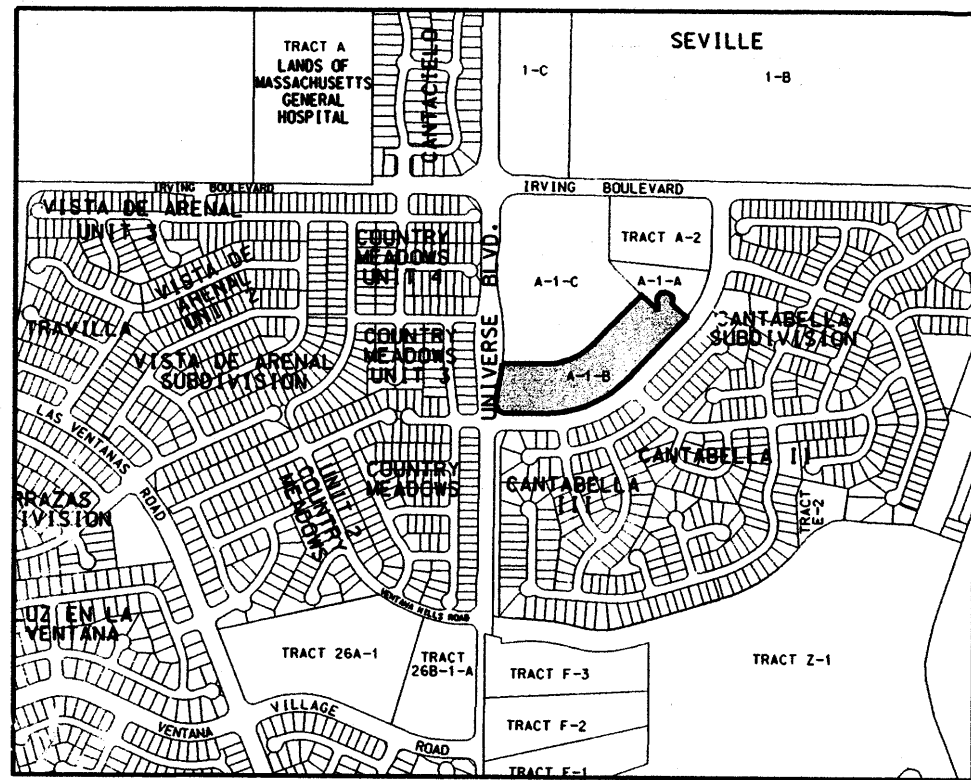 TRACT A
LANDS OF
MASSACHUSETTS
GENERAL
HOSPITAL
CANTACIELO
1-C
SEVILLE
1-B
IRVING BOULEVARD
IRVING BOULEVARD
VISTA DE ARENAL
UNIT 3
VISTA DE
ARENAL
UNIT 2
COUNTRY
MEADOWS
UNIT 4
UNIVERSE BLVD.
TRACT A-2
A-1-C
A-1-A
TRAVILLA
VISTA DE ARENAL
SUBDIVISION
COUNTRY
MEADOWS
UNIT 3
A-1-B
CANTABELLA
SUBDIVISION
LAS VENTANAS
ROAD
COUNTRY
MEADOWS
UNIT 2
COUNTRY
MEADOWS
CANTABELLA II
CANTABELLA
III
TRACT
E-2
RRAZAS
IVISION
LUZ EN LA
VENTANA
VENTANA HILLS ROAD
TRACT 26A-1
TRACT
26B-1-A
TRACT F-3
TRACT Z-1
VENTANA
VILLAGE
ROAD
TRACT F-2
TRACT F-1